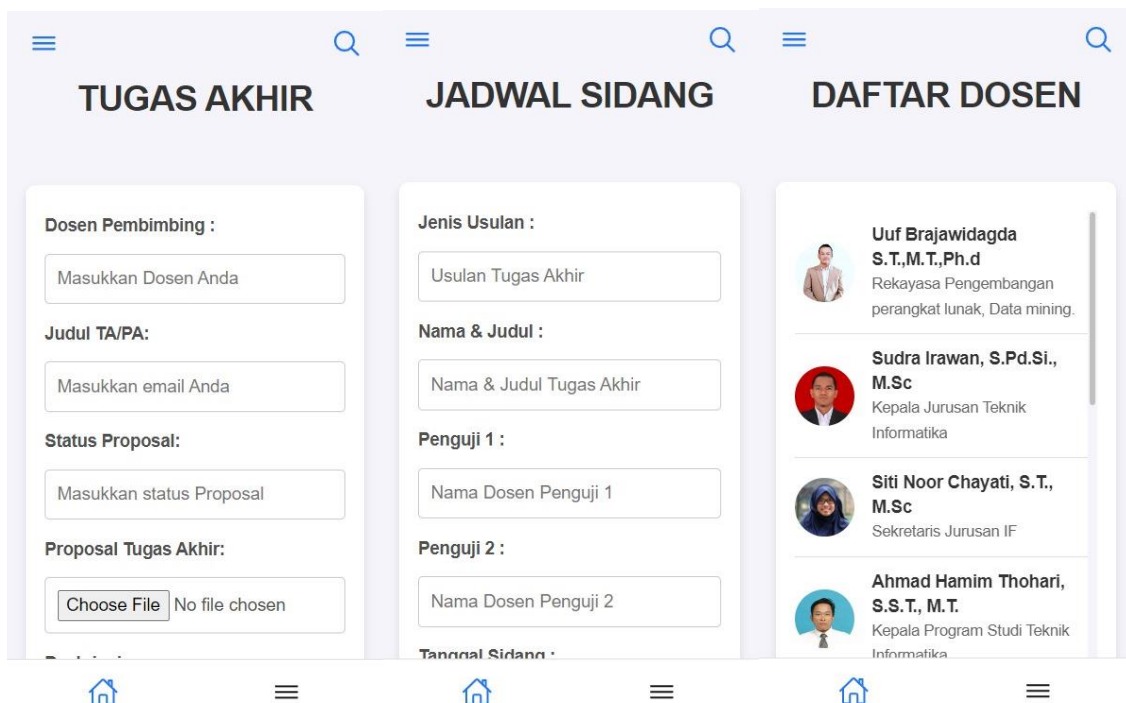 TUGAS AKHIR
Dosen Pembimbing :
Masukkan Dosen Anda
Judul TA/PA:
Masukkan email Anda
Status Proposal:
Masukkan status Proposal
Proposal Tugas Akhir:
Choose File No file chosen
JADWAL SIDANG
Jenis Usulan :
Usulan Tugas Akhir
Nama & Judul :
Nama & Judul Tugas Akhir
Penguji 1 :
Nama Dosen Penguji 1
Penguji 2 :
Nama Dosen Penguji 2
Tanggal Sidang :
DAFTAR DOSEN
Uuf Brajawidagda
S.T.,M.T.,Ph.d
Rekayasa Pengembangan
perangkat lunak, Data mining.
Sudra Irawan, S.Pd.Si.,
M.Sc
Kepala Jurusan Teknik
Informatika
Siti Noor Chayati, S.T.,
M.Sc
Sekretaris Jurusan IF
Ahmad Hamim Thohari,
S.S.T., M.T.
Kepala Program Studi Teknik
Informatika